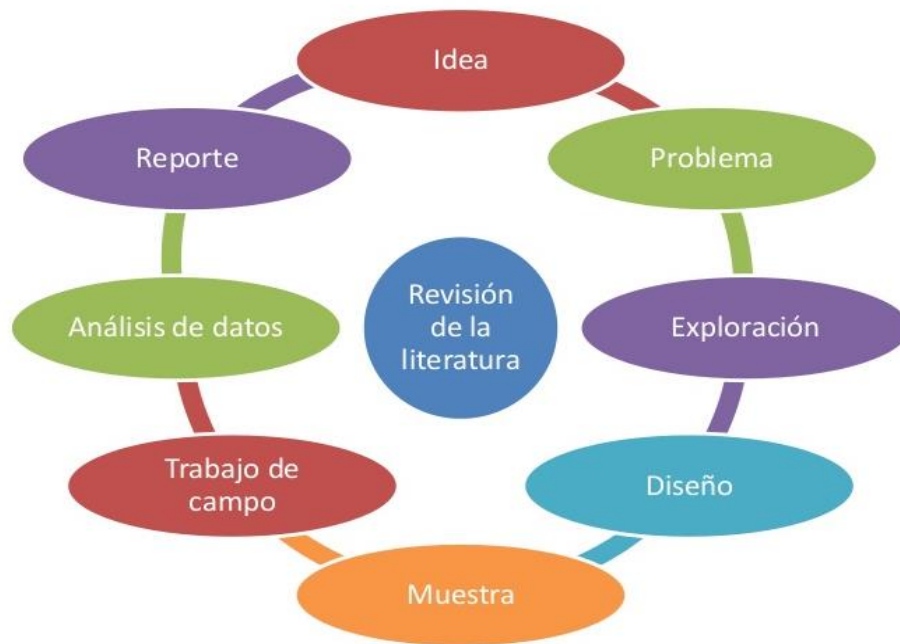 Idea
Problema
Exploración
Diseño
Muestra
Trabajo de
campo
Análisis de datos
Reporte
Revisión
de la
literatura